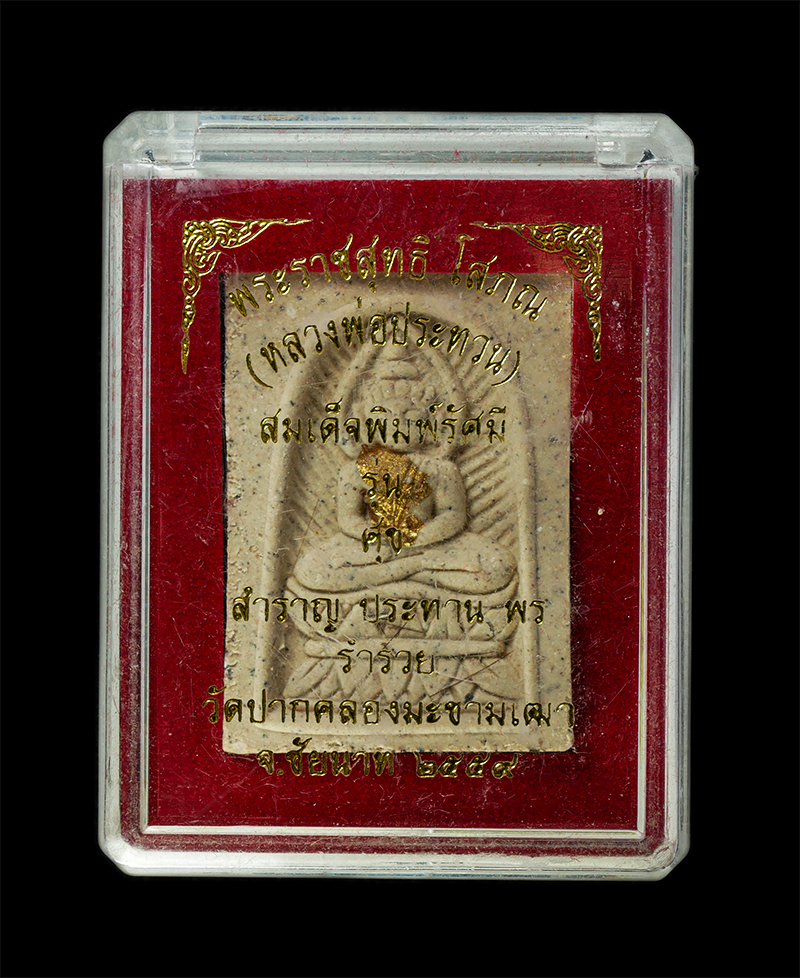 พระราชสุทธิ โสภณ
(หลวงพ่อประทวน)
สมเด็จพิมพ์รัศมี
รุ่น
ศุข
สำราญ ประทาน พร
ร่ำรวย
วัดปากคลองมะขามเฒ่า
จ.ชัยนาท ๒๕๕๙